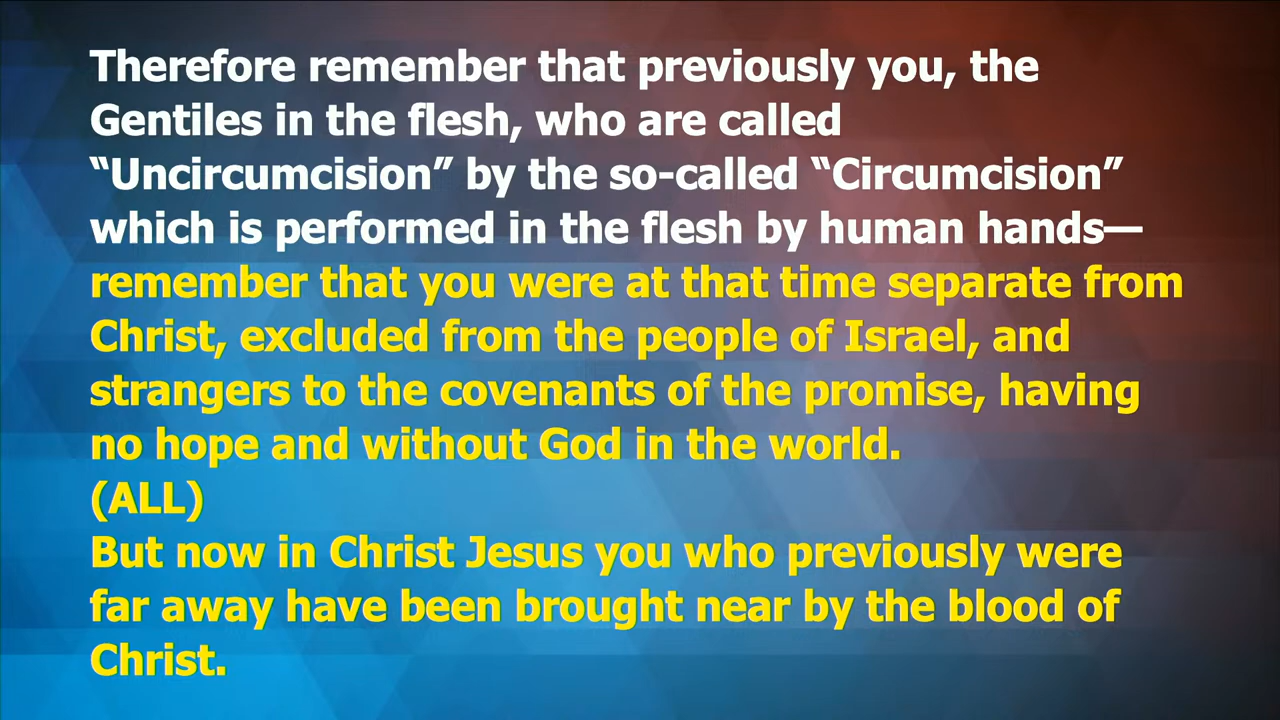 Therefore remember that previously you, the
Gentiles in the flesh, who are called
“Uncircumcision” by the so-called “Circumcision”
which is performed in the flesh by human hands—
remember that you were at that time separate from
Christ, excluded from the people of Israel, and
strangers to the covenants of the promise, having
no hope and without God in the world.
(ALL)
But now in Christ Jesus you who previously were
far away have been brought near by the blood of
Christ.